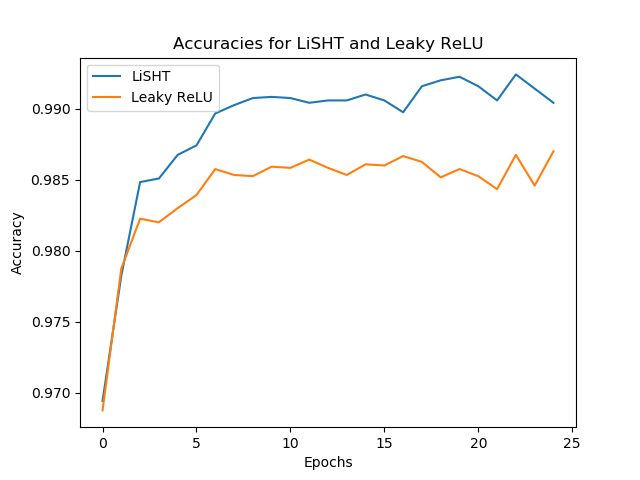 Accuracies for LiSHT and Leaky ReLU
LiSHT
Leaky ReLU
0.990
0.985
0.980
0.975
0.970
Accuracy
0 5 10 15 20 25
Epochs